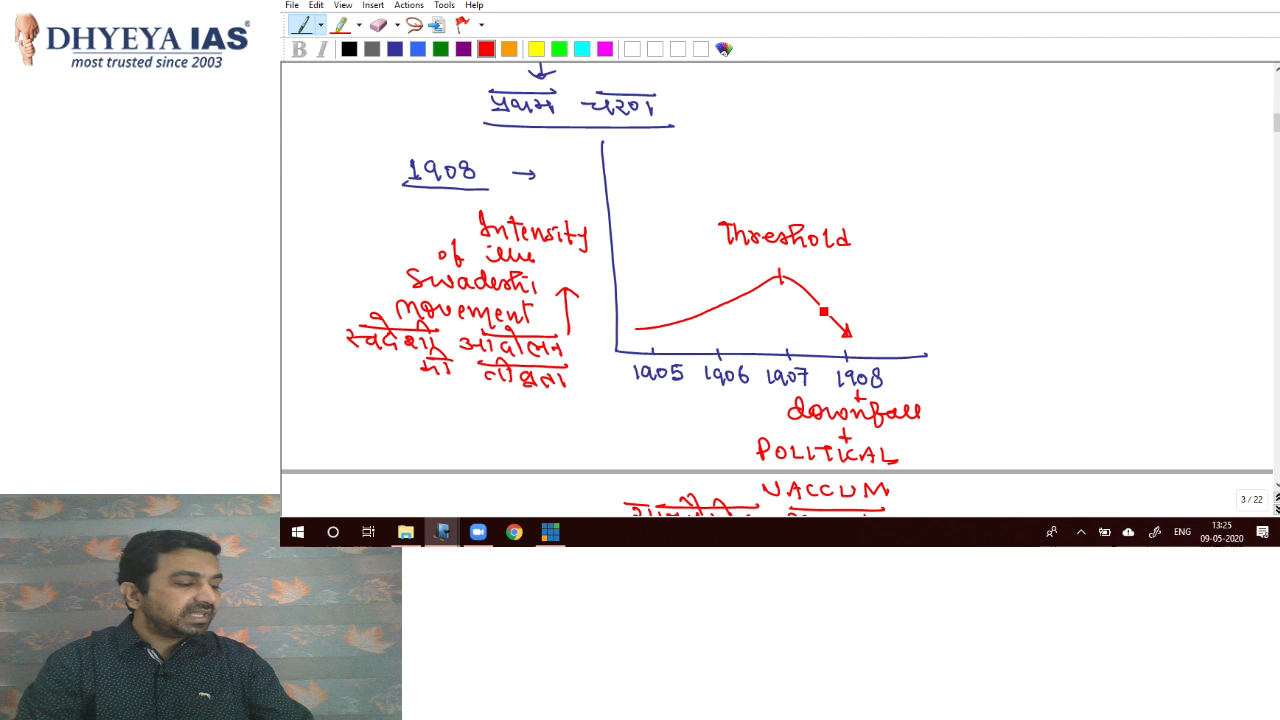 DHYEYA IAS
most trusted since 2003
File Edit View Insert Actions Tools Help
B I
प्रथम चरण
1908 →
Intensity
of the
Swadeshi
movement
स्वदेशी आंदोलन
की तीव्रता
Threshold
1905 1906 1907 1908
downfall
+
POLITICAL
VACCUM
3 / 22
ENG
13:25
09-05-2020